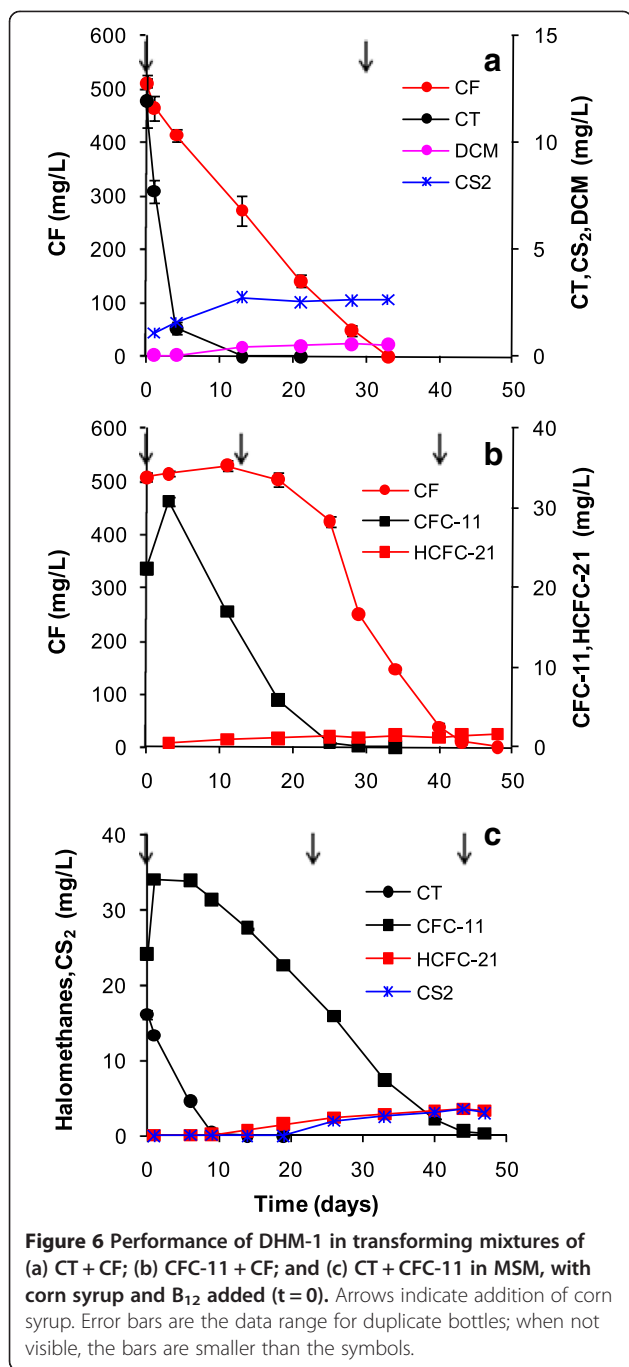 a
600
500
400
300
200
100
0
CF (mg/L)
15
10
5
0
CT,CS₂,DCM (mg/L)
CF
CT
DCM
CS2
0 10 20 30 40 50
b
600
500
400
300
200
100
0
CF (mg/L)
40
30
20
10
0
CFC-11,HCFC-21 (mg/L)
CF
CFC-11
HCFC-21
0 10 20 30 40 50
c
40
30
20
10
0
Halomethanes,CS₂ (mg/L)
CT
CFC-11
HCFC-21
CS2
0 10 20 30 40 50
Time (days)
Figure 6 Performance of DHM-1 in transforming mixtures of
(a) CT + CF; (b) CFC-11 + CF; and (c) CT + CFC-11 in MSM, with
corn syrup and B₁₂ added (t = 0). Arrows indicate addition of corn
syrup. Error bars are the data range for duplicate bottles; when not
visible, the bars are smaller than the symbols.